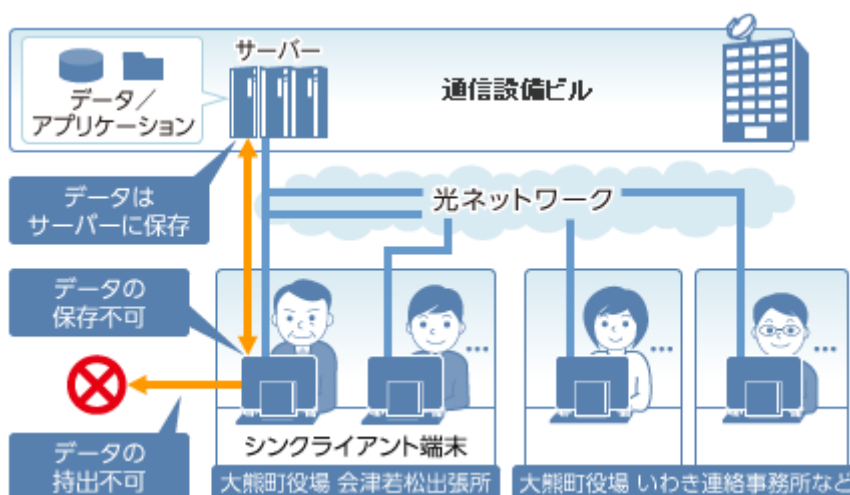 サーバー
通信設備ビル
データ/
アプリケーション
データは
サーバーに保存
光ネットワーク
データの
保存不可
...
...
...
シンクライアント端末
データの
持出不可
大熊町役場 会津若松出張所
大熊町役場 いわき連絡事務所など